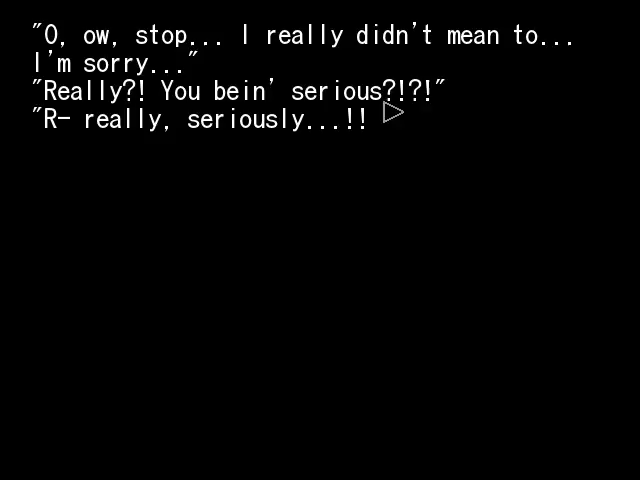 "O, ow, stop... I really didn't mean to...
I'm sorry..."
"Really?! You bein' serious?!?!"
"R- really, seriously...!!